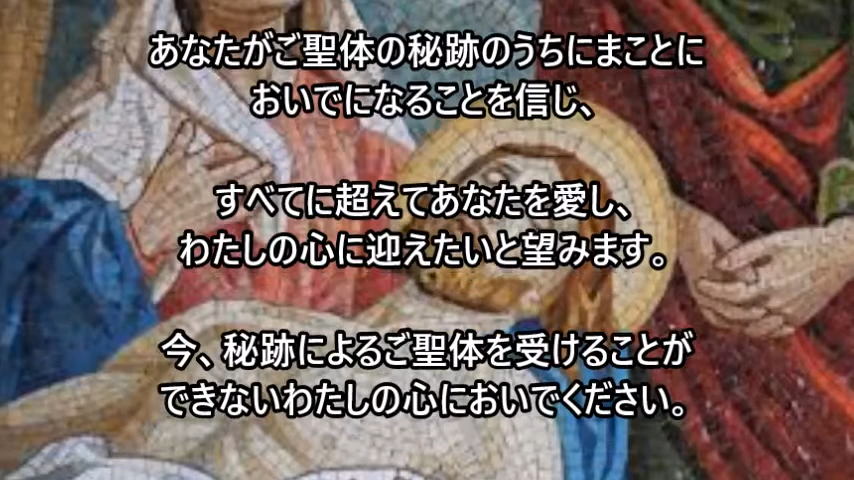 あなたがご聖体の秘跡のうちにまことに
おいでになることを信じ、
すべてに超えてあなたを愛し、
わたしの心に迎えたいと望みます。
今、秘跡によるご聖体を受けることが
できないわたしの心においでください。